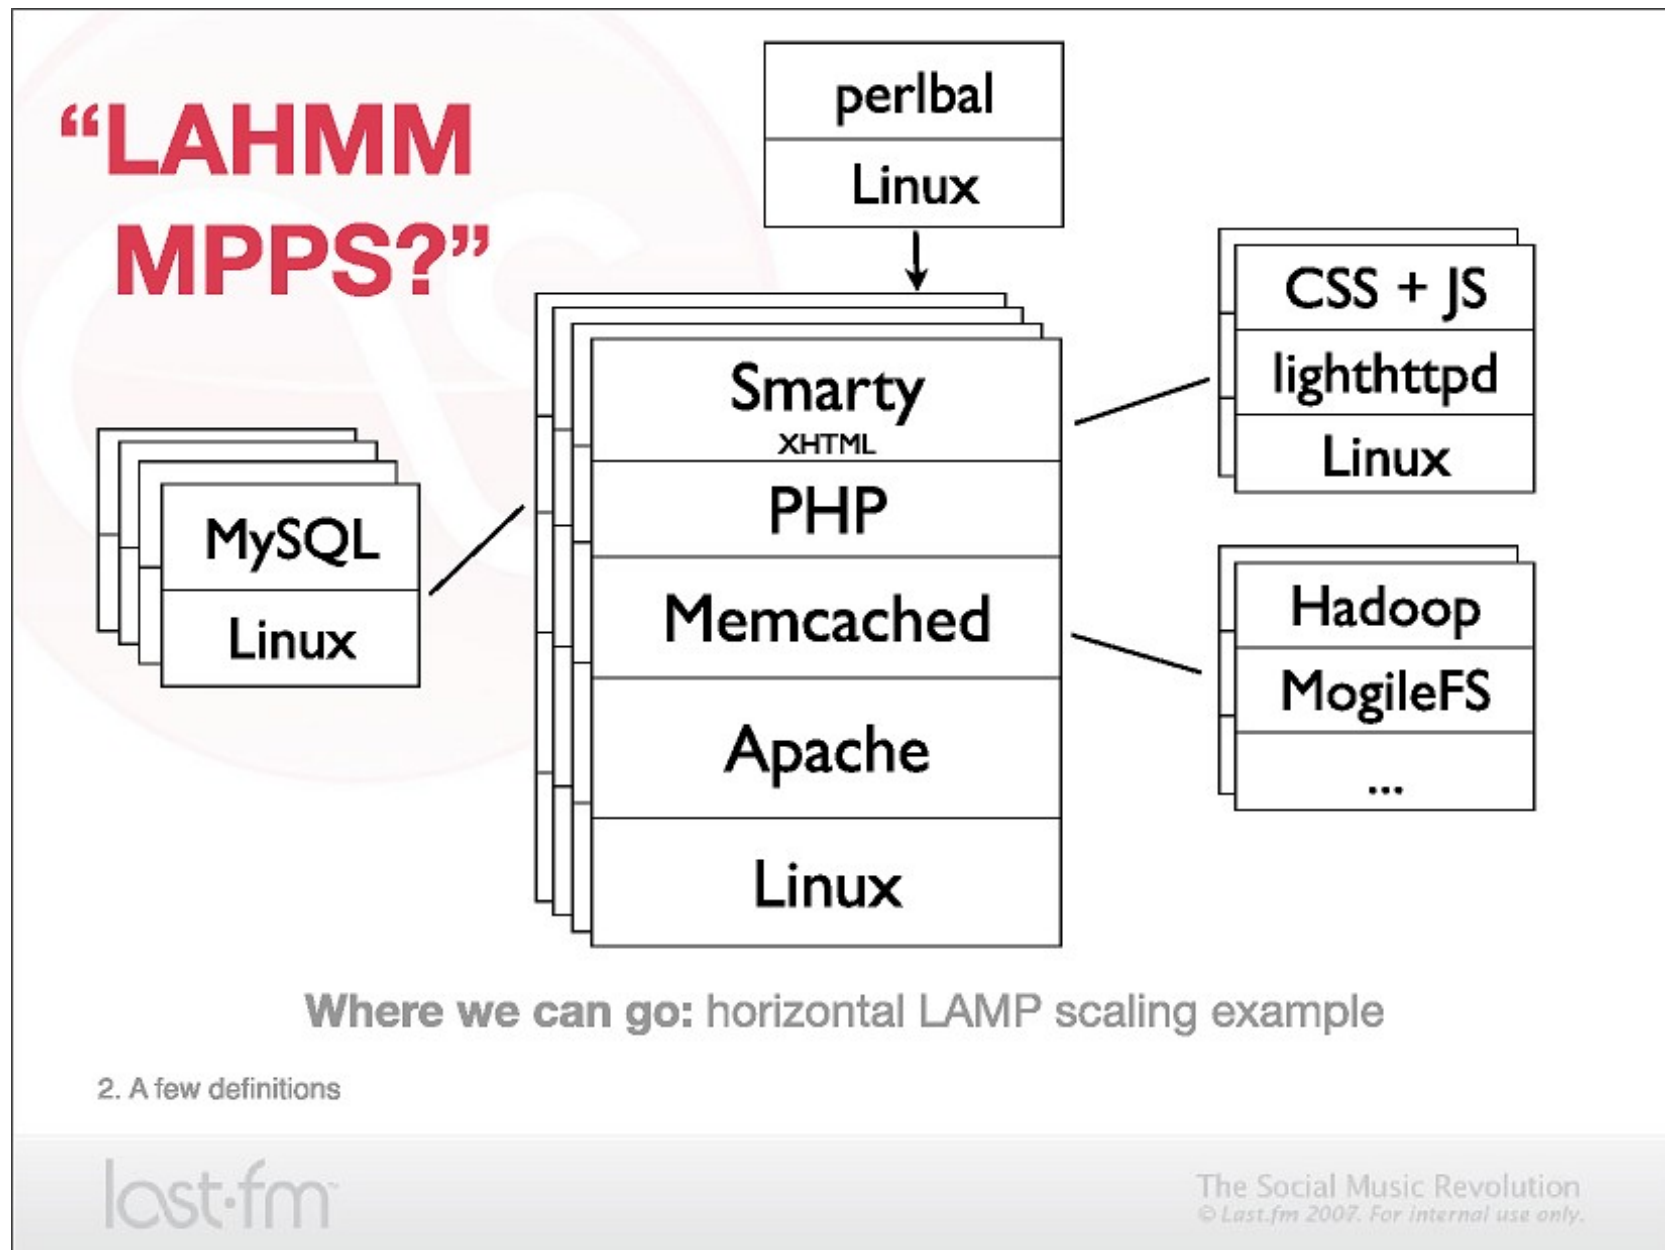 “LAHMM
MPPS?”
perlbal
Linux
CSS + JS
lighthttpd
Linux
Smarty
XHTML
PHP
Memcached
Apache
Linux
MySQL
Linux
Hadoop
MogileFS
...
Where we can go: horizontal LAMP scaling example
2. A few definitions
last.fm
The Social Music Revolution
© Last.fm 2007. For internal use only.